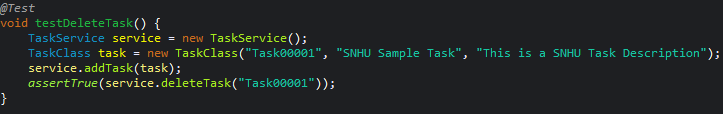 @Test
void testDeleteTask() {
    TaskService service = new TaskService();
    TaskClass task = new TaskClass("Task00001", "SNHU Sample Task", "This is a SNHU Task Description");
    service.addTask(task);
    assertTrue(service.deleteTask("Task00001"));
}